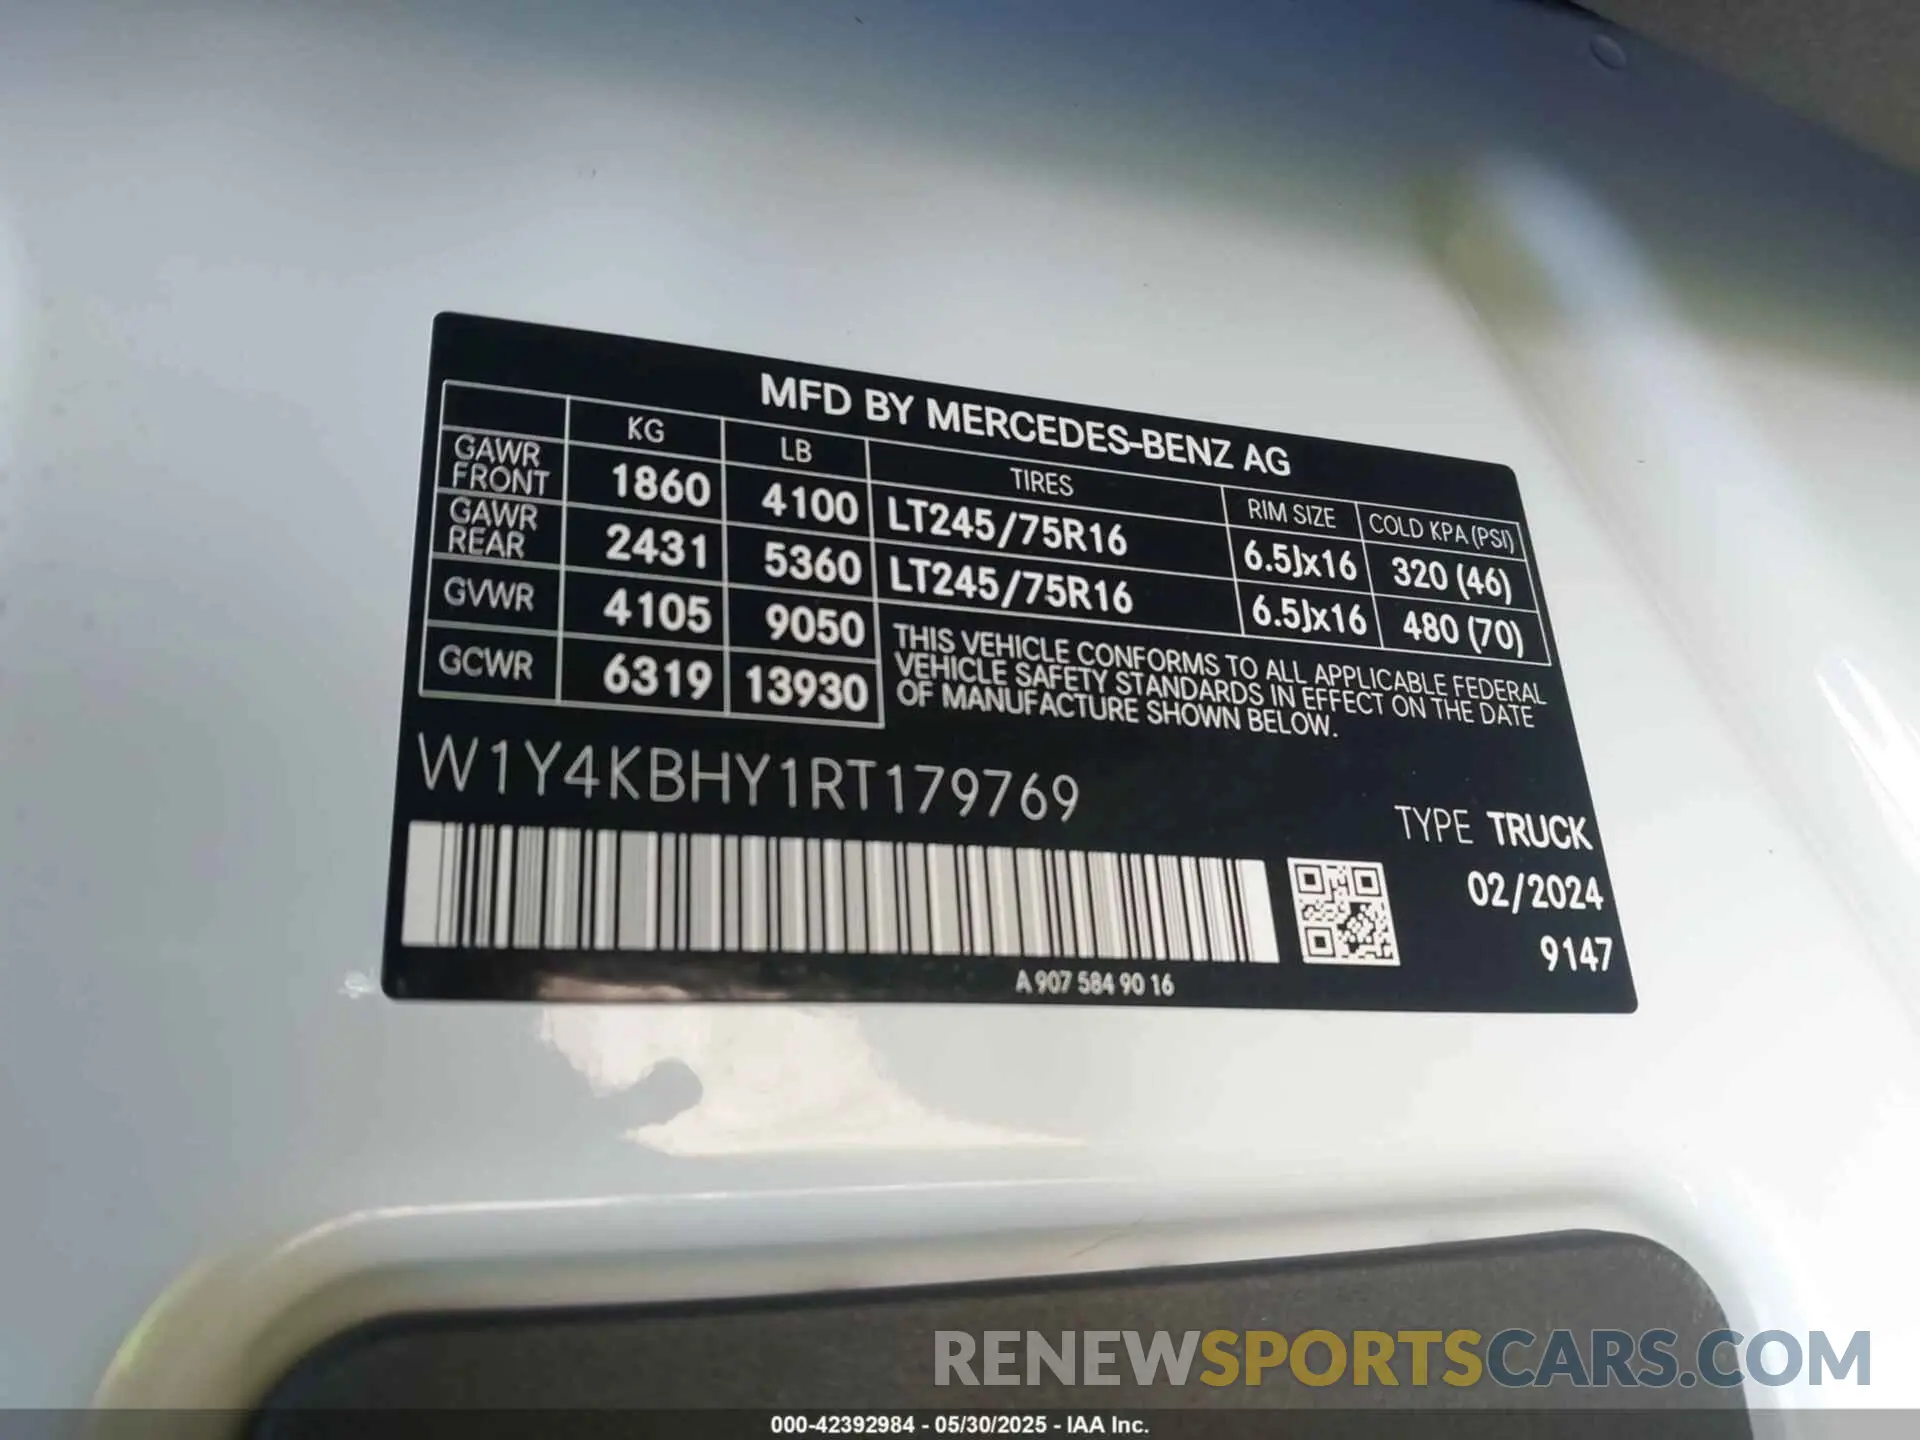 MFD BY MERCEDES-BENZ AG
KG LB TIRES RIM SIZE COLD KPA (PSI)
GAWR FRONT 1860 4100 LT245/75R16 6.5Jx16 320 (46)
GAWR REAR 2431 5360 LT245/75R16 6.5Jx16 480 (70)
GVWR 4105 9050
GCWR 6319 13930
THIS VEHICLE CONFORMS TO ALL APPLICABLE FEDERAL
VEHICLE SAFETY STANDARDS IN EFFECT ON THE DATE
OF MANUFACTURE SHOWN BELOW.
W1Y4KBHY1RT179769
TYPE TRUCK
02/2024
9147
A 907 584 90 16
RENEWSPORTSCARS.COM
000-42392984 - 05/30/2025 - IAA Inc.